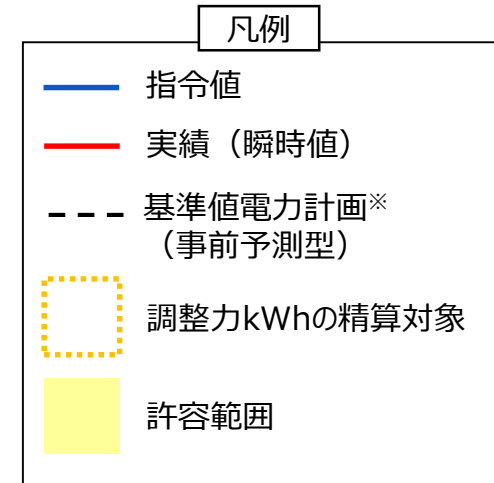 凡例
指令値
実績（瞬時値）
基準値電力計画※
（事前予測型）
調整力kWhの精算対象
許容範囲